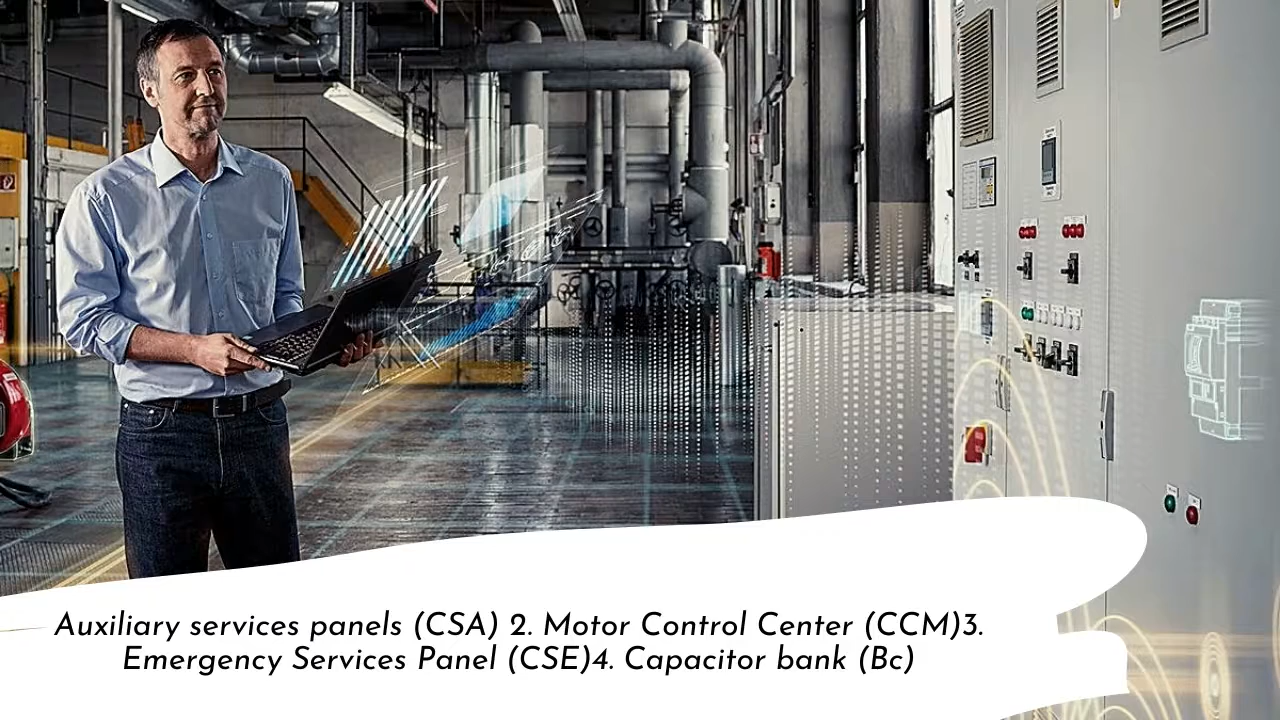 Auxiliary services panels (CSA) 2. Motor Control Center (CCM)3.
Emergency Services Panel (CSE)4. Capacitor bank (Bc)